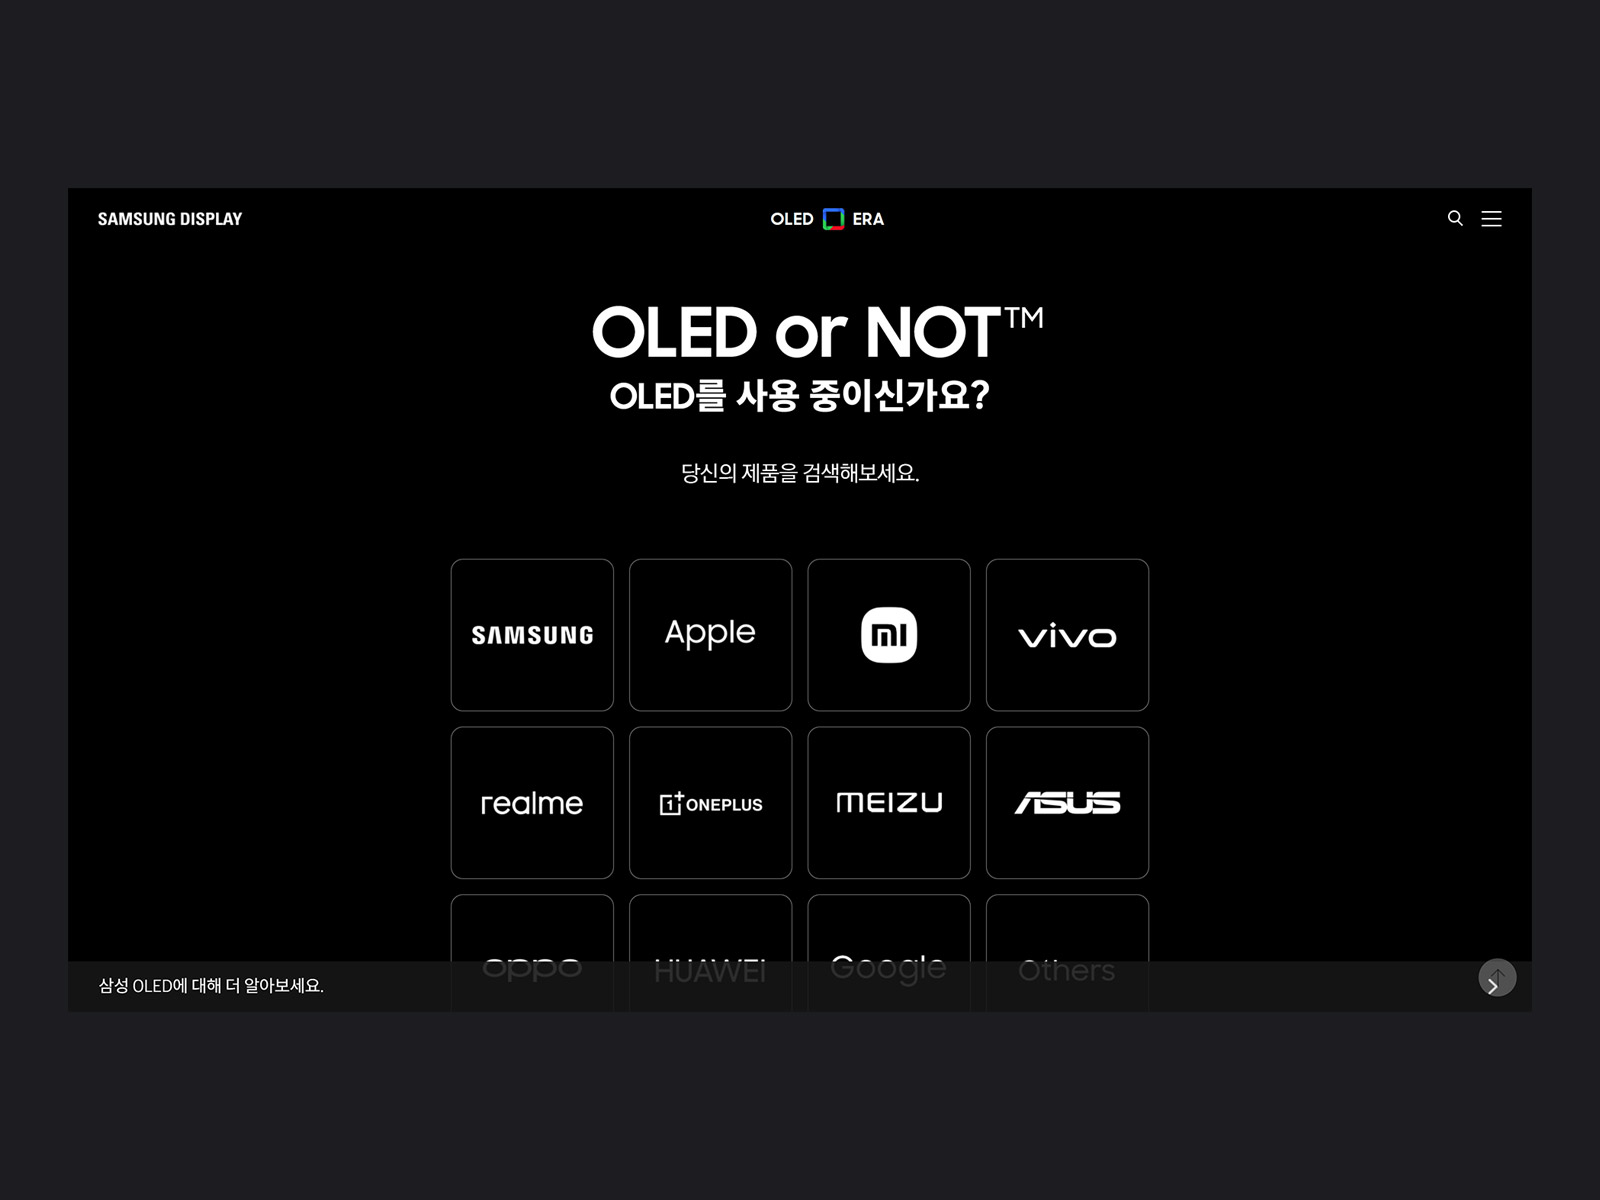 SAMSUNG DISPLAY
OLED ERA
OLED or NOT™
OLED를 사용 중이신가요?
당신의 제품을 검색해보세요.
SAMSUNG
Apple
mi
vivo
realme
1+ ONEPLUS
MEIZU
ASUS
oppo
HUAWEI
Google
Others
삼성 OLED에 대해 더 알아보세요.